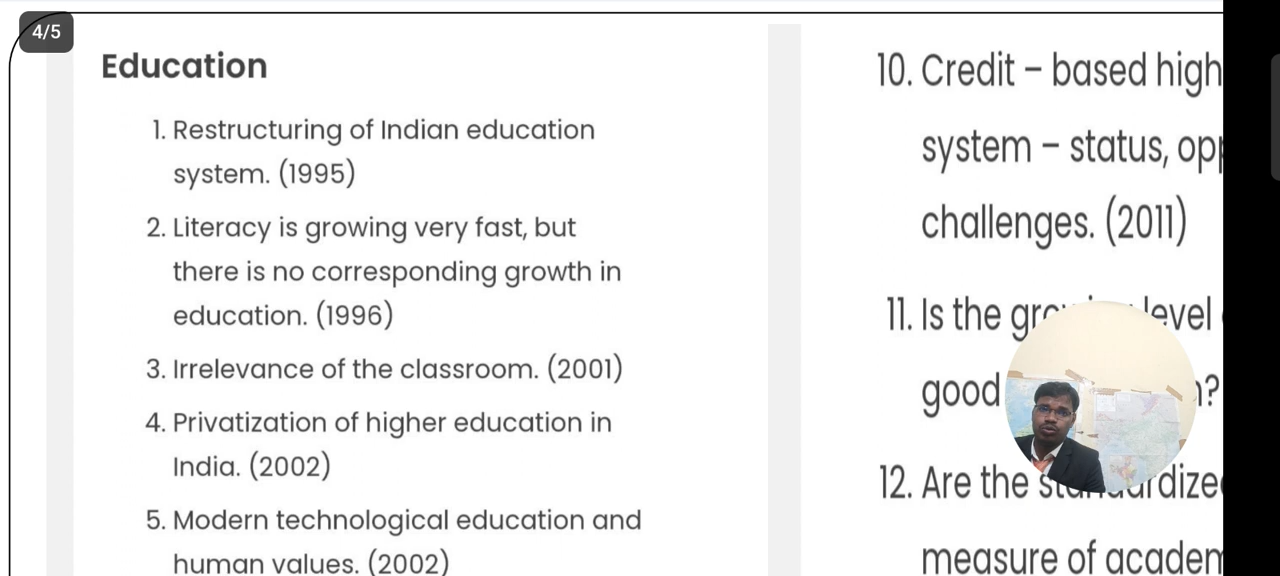 4/5
Education
1. Restructuring of Indian education
system. (1995)
2. Literacy is growing very fast, but
there is no corresponding growth in
education. (1996)
3. Irrelevance of the classroom. (2001)
4. Privatization of higher education in
India. (2002)
5. Modern technological education and
human values. (2002)
10. Credit – based high
system – status,
challenges. (2011)
11. Is the level
good
12. Are the
measure of